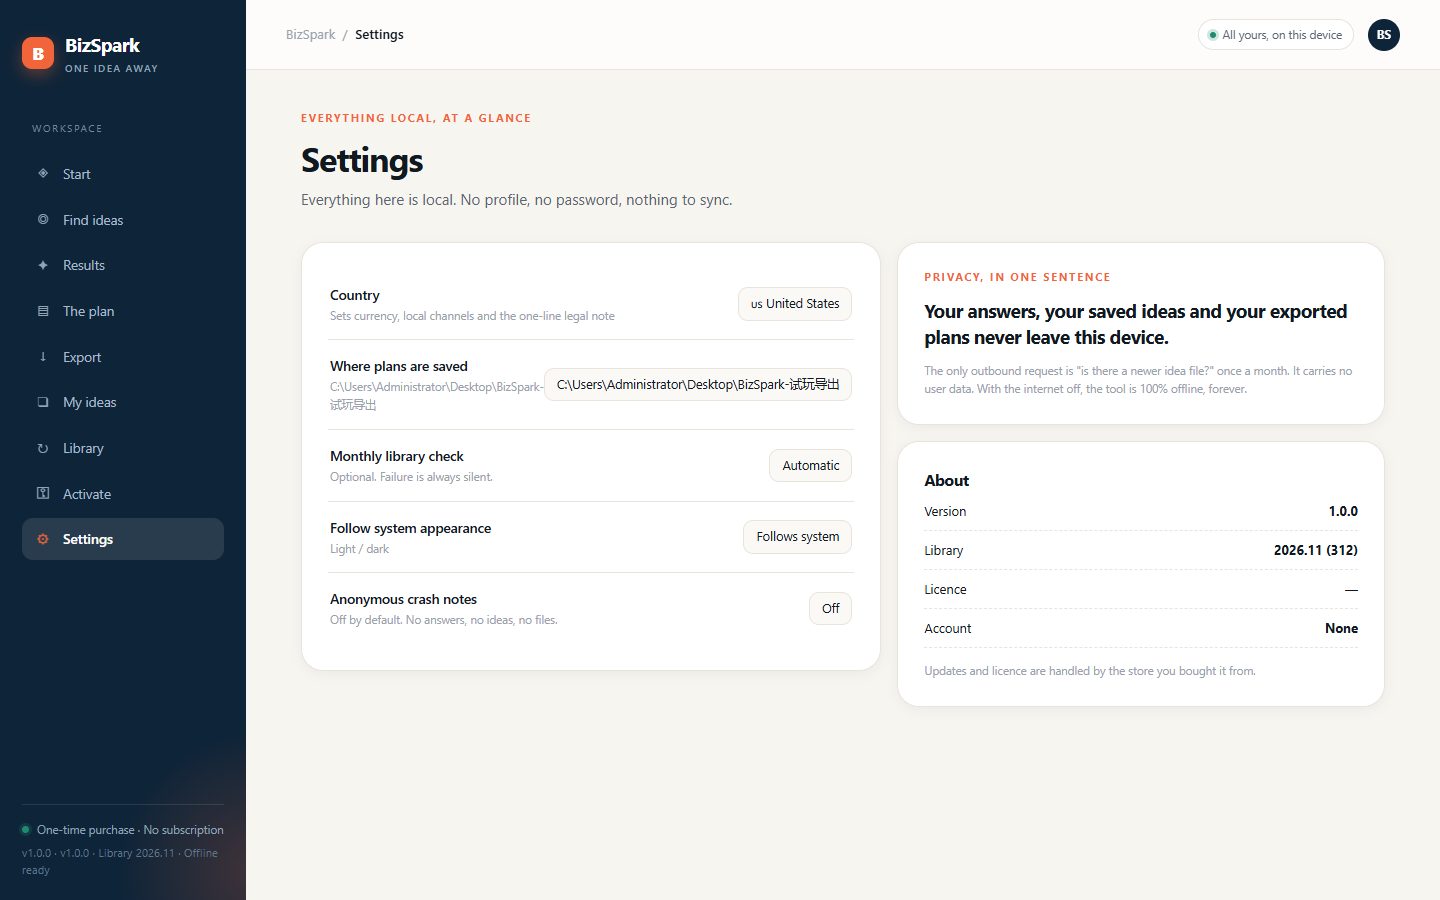 B
BizSpark
ONE IDEA AWAY
WORKSPACE
Start
Find ideas
Results
The plan
Export
My ideas
Library
Activate
Settings
One-time purchase · No subscription
v1.0.0 · v1.0.0 · Library 2026.11 · Offline
ready
BizSpark / Settings
All yours, on this device
BS
EVERYTHING LOCAL, AT A GLANCE
Settings
Everything here is local. No profile, no password, nothing to sync.
Country
Sets currency, local channels and the one-line legal note
us United States
Where plans are saved
C:\Users\Administrator\Desktop\BizSpark-
试玩导出
C:\Users\Administrator\Desktop\BizSpark-试玩导出
Monthly library check
Optional. Failure is always silent.
Automatic
Follow system appearance
Light / dark
Follows system
Anonymous crash notes
Off by default. No answers, no ideas, no files.
Off
PRIVACY, IN ONE SENTENCE
Your answers, your saved ideas and your exported
plans never leave this device.
The only outbound request is "is there a newer idea file?" once a month. It carries no
user data. With the internet off, the tool is 100% offline, forever.
About
Version 1.0.0
Library 2026.11 (312)
Licence —
Account None
Updates and licence are handled by the store you bought it from.